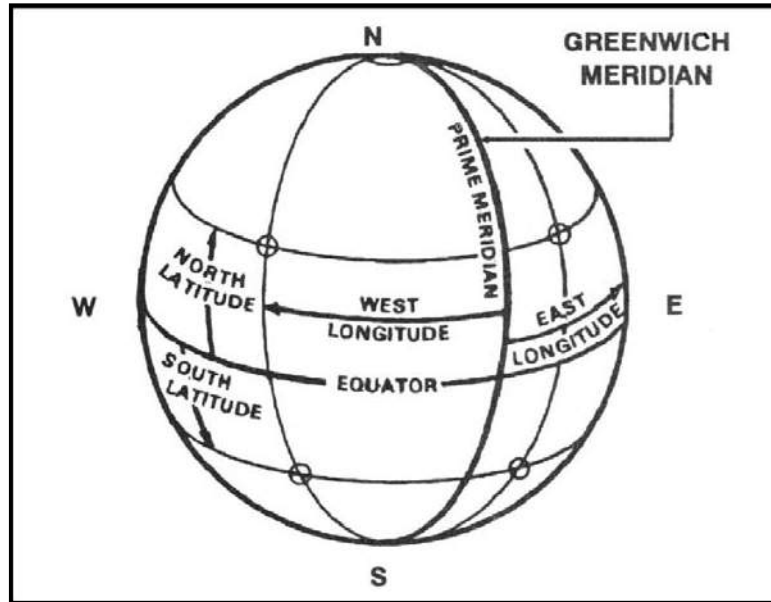 N
GREENWICH
MERIDIAN
PRIME MERIDIAN
NORTH
LATITUDE
W
WEST
LONGITUDE
EAST
LONGITUDE
E
SOUTH
LATITUDE
EQUATOR
S